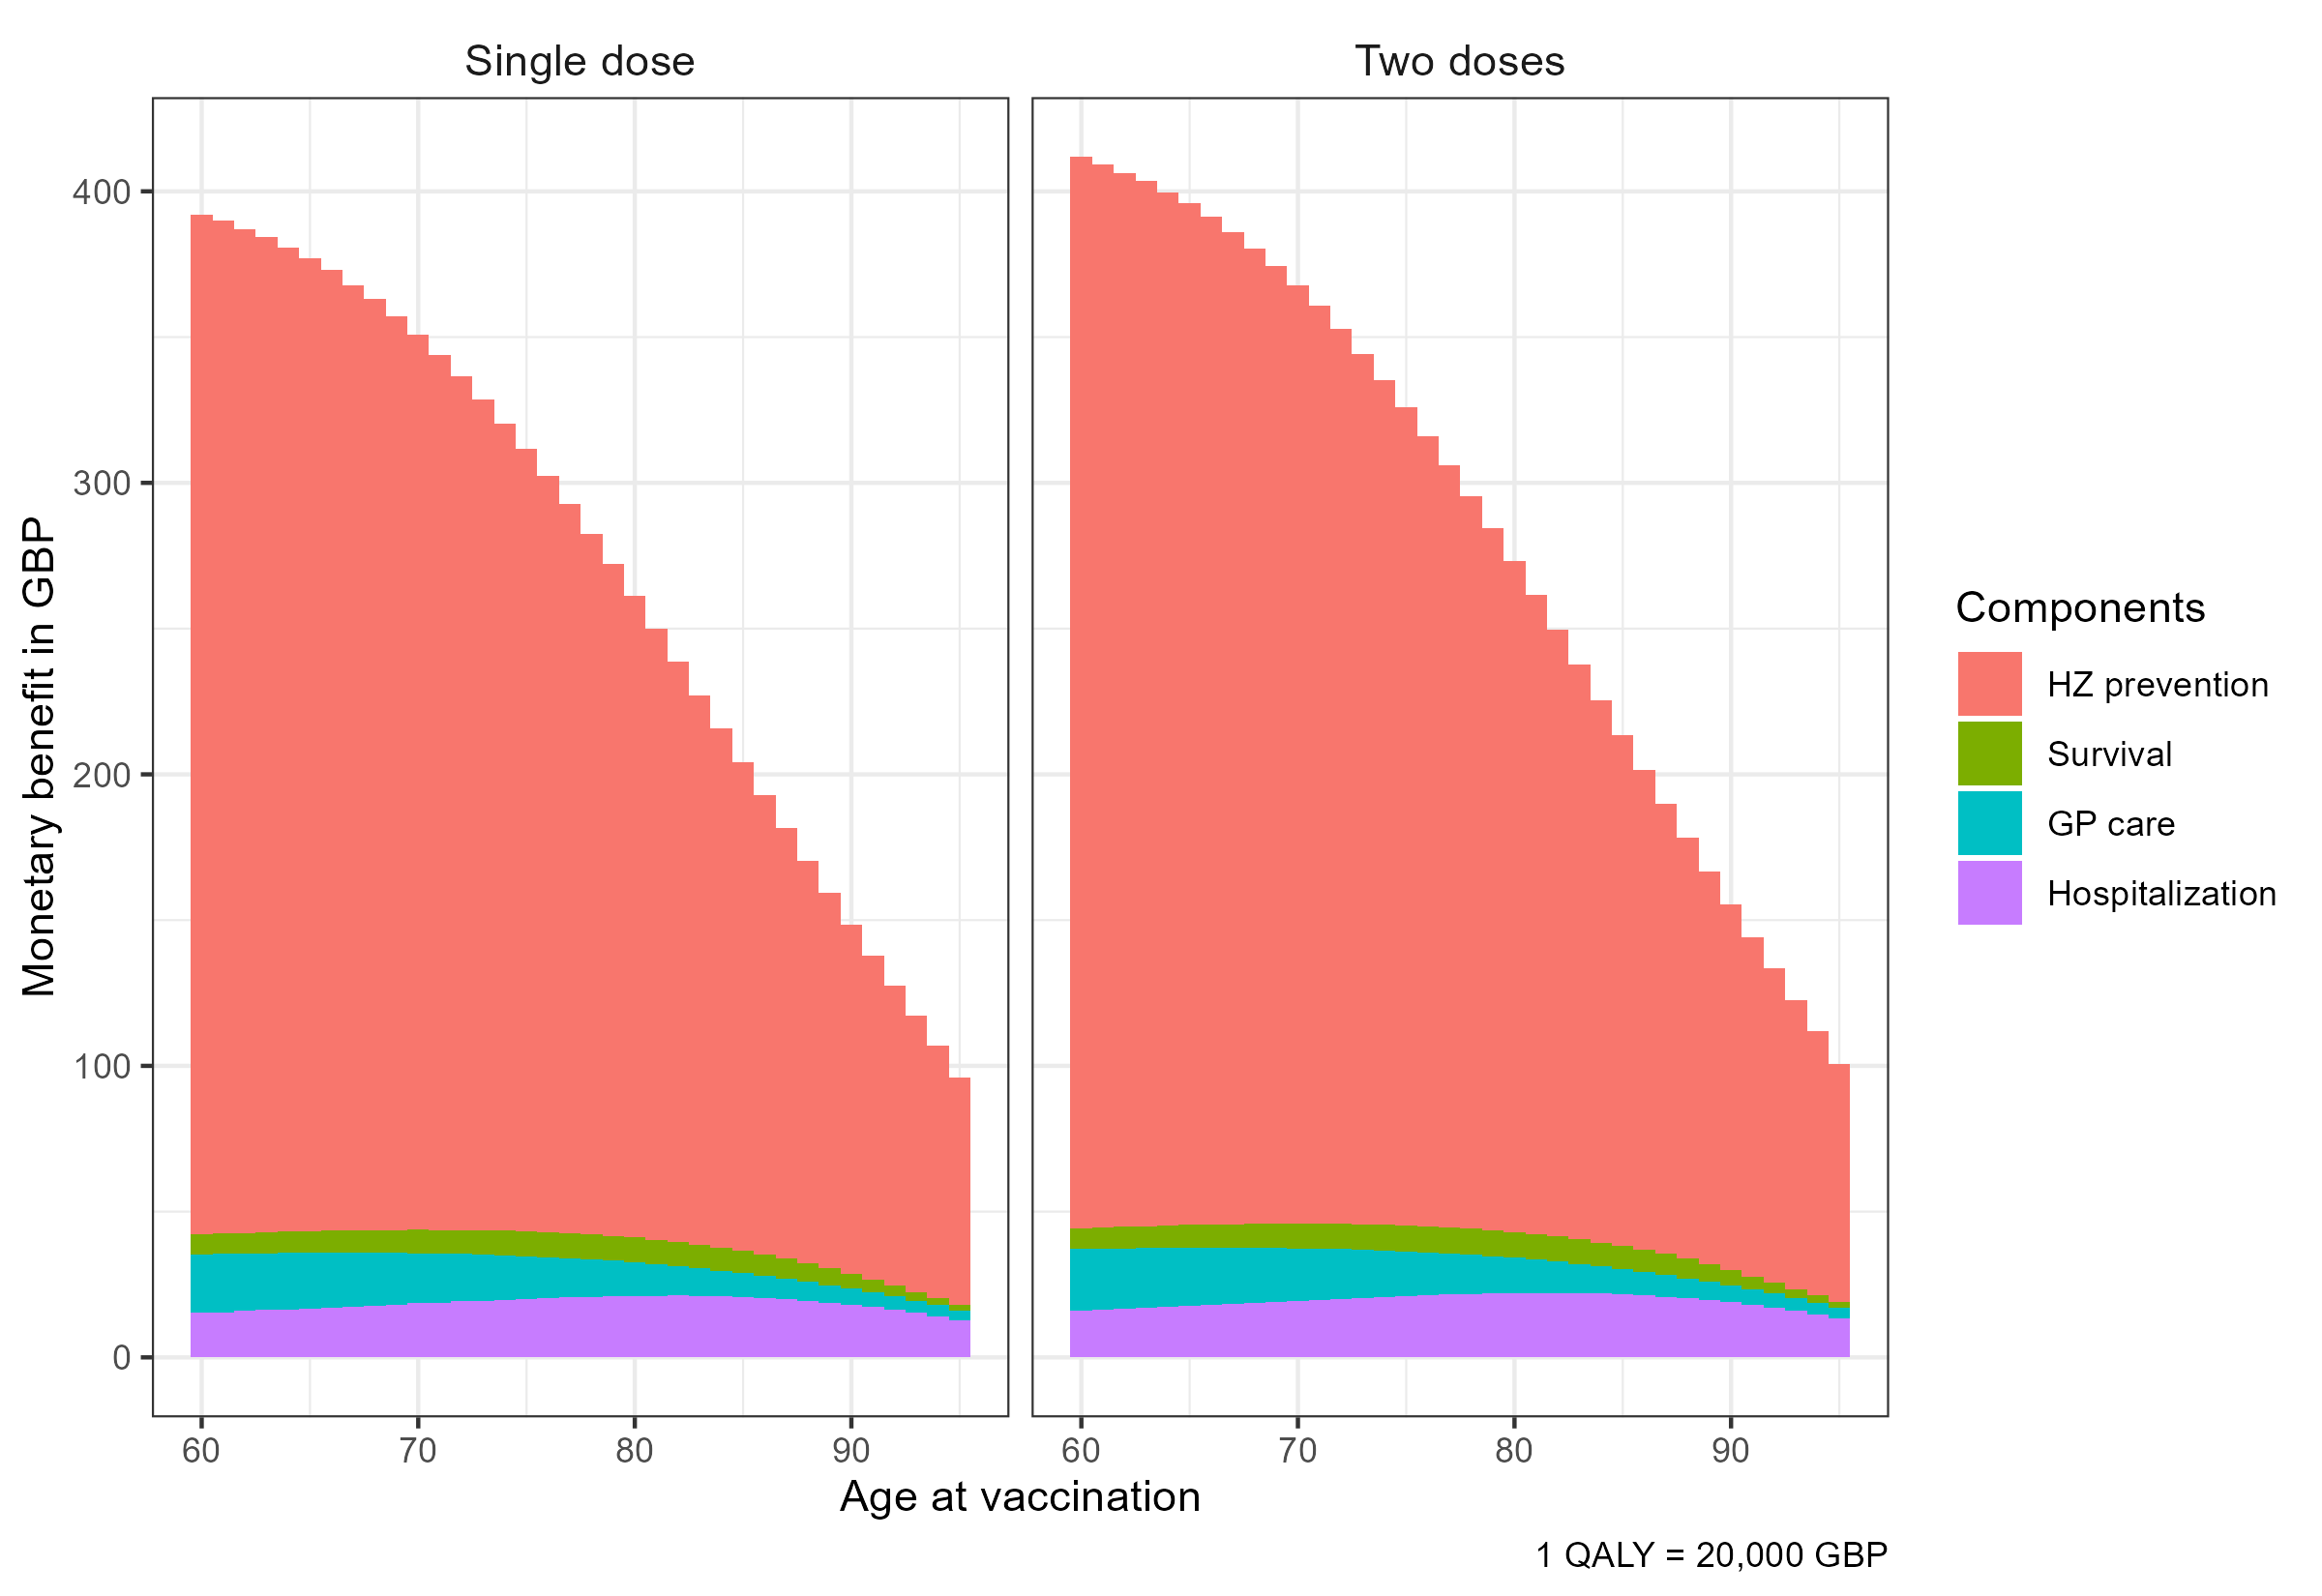 Single dose
Two doses
Monetary benefit in GBP
400
300
200
100
0
60
70
80
90
60
70
80
90
Age at vaccination
Components
HZ prevention
Survival
GP care
Hospitalization
1 QALY = 20,000 GBP